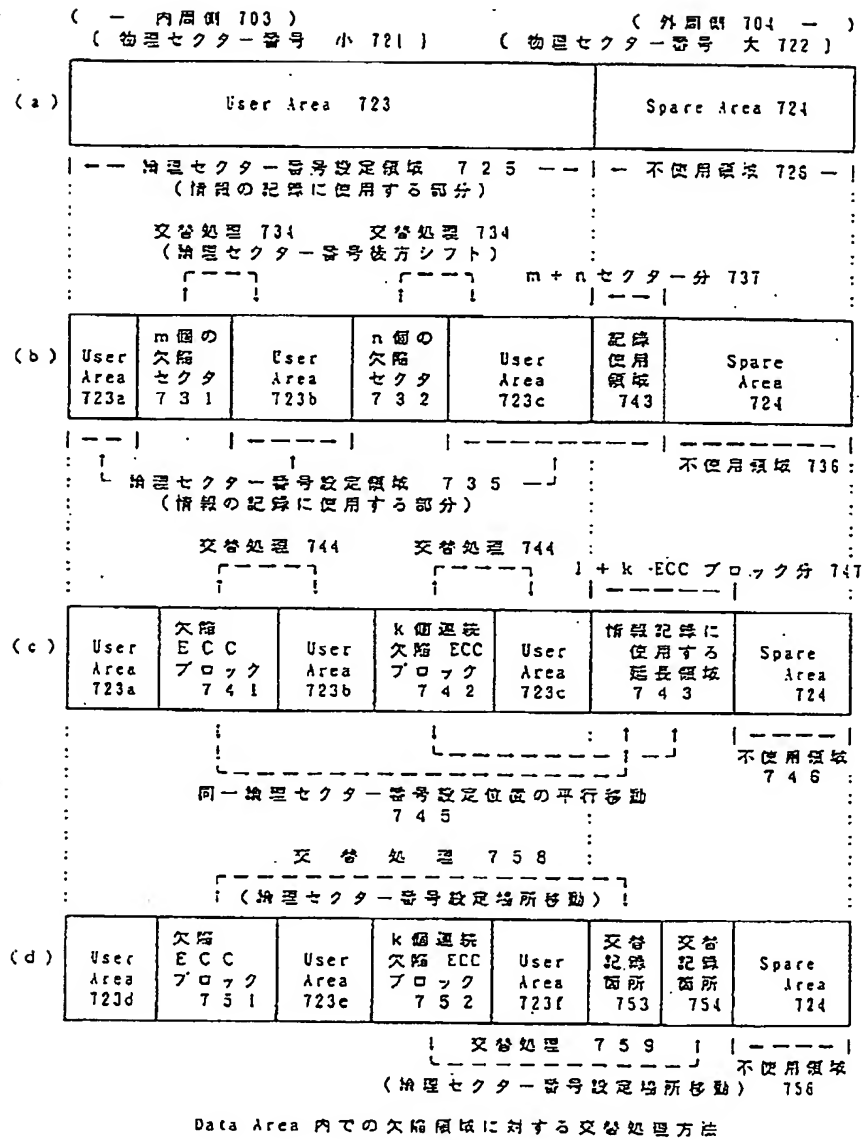 ( ー 内周側 703 ) ( 外周側 704 ー )
( 物理セクター番号 小 721 ) ( 物理セクター番号 大 722 )
(a) User Area 723 Spare Area 724
論理セクター番号設定領域 725 不使用領域 726
(情報の記録に使用する部分)
交替処理 734 交替処理 734
(論理セクター番号後方シフト)
m+nセクター分 737
(b)
User Area 723a
m個の欠陥セクタ 731
User Area 723b
n個の欠陥セクタ 732
User Area 723c
記録使用領域 743
Spare Area 724
不使用領域 736
論理セクター番号設定領域 735
(情報の記録に使用する部分)
交替処理 744 交替処理 744
1+k ECCブロック分 747
(c)
User Area 723a
欠陥ECCブロック 741
User Area 723b
k個連続欠陥 ECCブロック 742
User Area 723c
情報記録に使用する延長領域 743
Spare Area 724
不使用領域 746
同一論理セクター番号設定位置の平行移動
745
交替処理 758
(論理セクター番号設定場所移動)
(d)
User Area 723d
欠陥ECCブロック 751
User Area 723e
k個連続欠陥 ECCブロック 752
User Area 723f
交替記録箇所 753
交替記録箇所 754
Spare Area 724
交替処理 759
不使用領域 756
(論理セクター番号設定場所移動)
Data Area 内での欠陥領域に対する交替処理方法